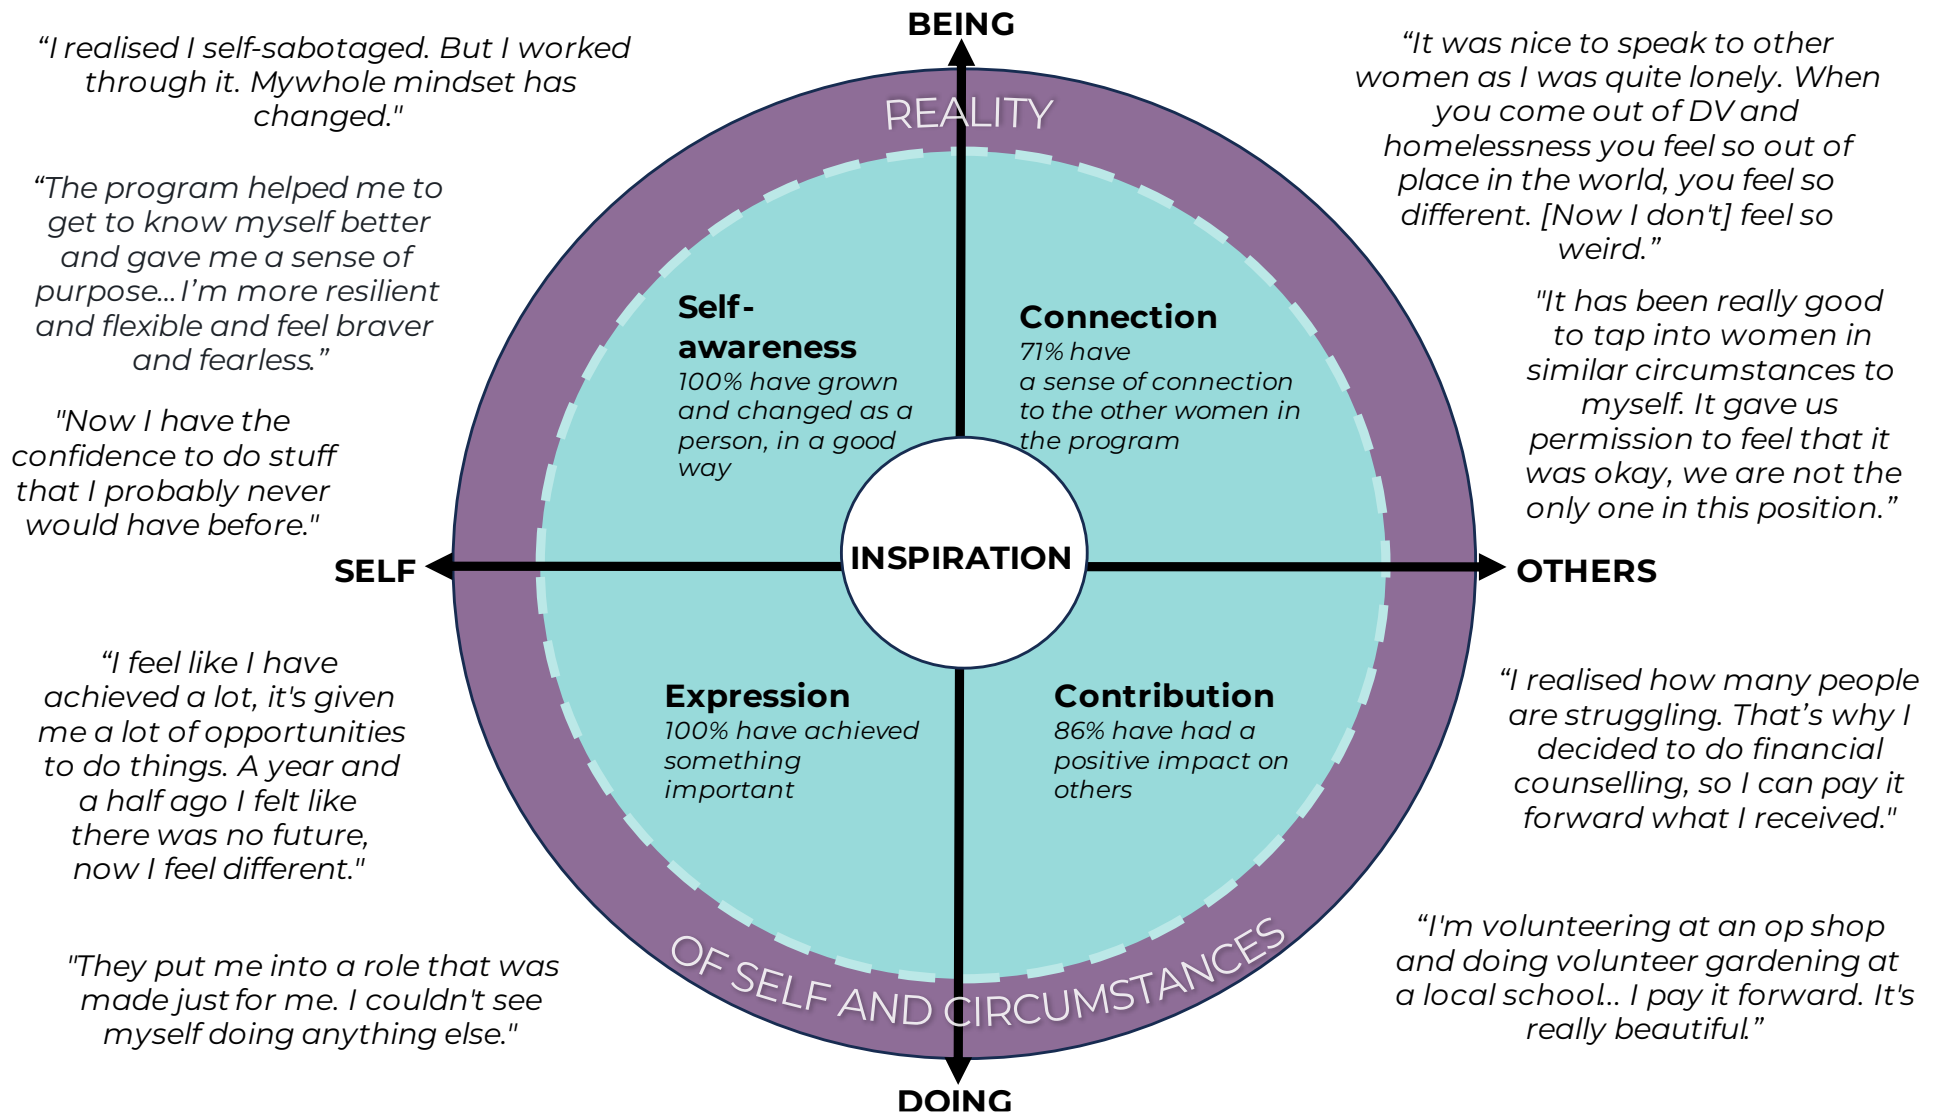 BEING
“I realised I self-sabotaged. But I worked
through it. Mywhole mindset has
changed."
“The program helped me to
get to know myself better
and gave me a sense of
purpose... I’m more resilient
and flexible and feel braver
and fearless.”
"Now I have the
confidence to do stuff
that I probably never
would have before."
“It was nice to speak to other
women as I was quite lonely. When
you come out of DV and
homelessness you feel so out of
place in the world, you feel so
different. [Now I don't] feel so
weird.”
"It has been really good
to tap into women in
similar circumstances to
myself. It gave us
permission to feel that it
was okay, we are not the
only one in this position.”
REALITY
Self-
awareness
100% have grown
and changed as a
person, in a good
way
Connection
71% have
a sense of connection
to the other women in
the program
SELF
INSPIRATION
OTHERS
Expression
100% have achieved
something
important
Contribution
86% have had a
positive impact on
others
OF SELF AND CIRCUMSTANCES
“I feel like I have
achieved a lot, it's given
me a lot of opportunities
to do things. A year and
a half ago I felt like
there was no future,
now I feel different."
"They put me into a role that was
made just for me. I couldn't see
myself doing anything else."
“I realised how many people
are struggling. That’s why I
decided to do financial
counselling, so I can pay it
forward what I received."
“I'm volunteering at an op shop
and doing volunteer gardening at
a local school... I pay it forward. It's
really beautiful.”
DOING